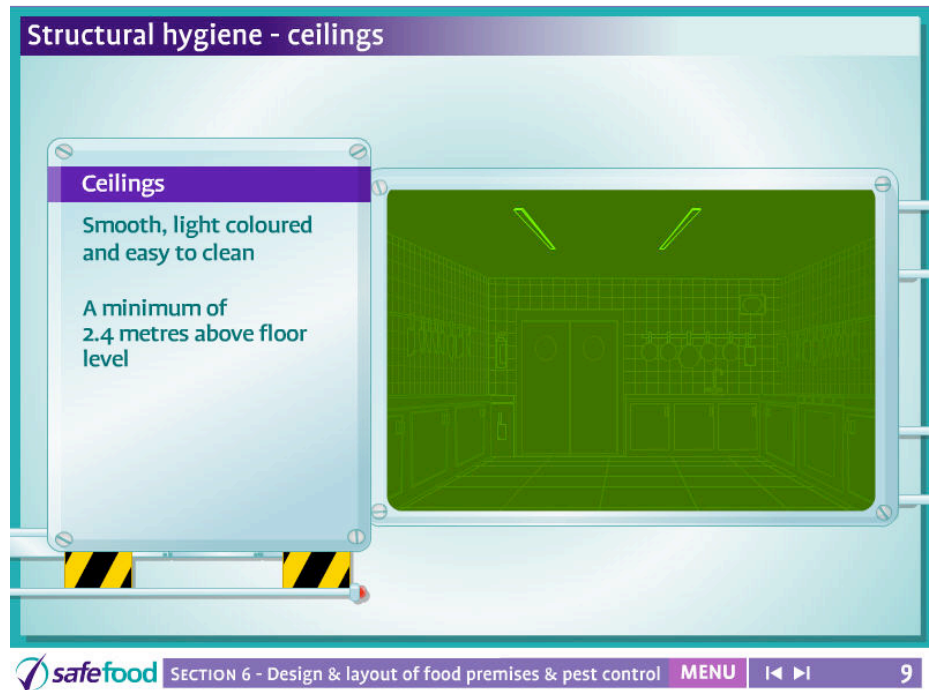 Structural hygiene - ceilings
Ceilings
Smooth, light coloured
and easy to clean
A minimum of
2.4 metres above floor
level
safefood
SECTION 6 - Design & layout of food premises & pest control
MENU
9